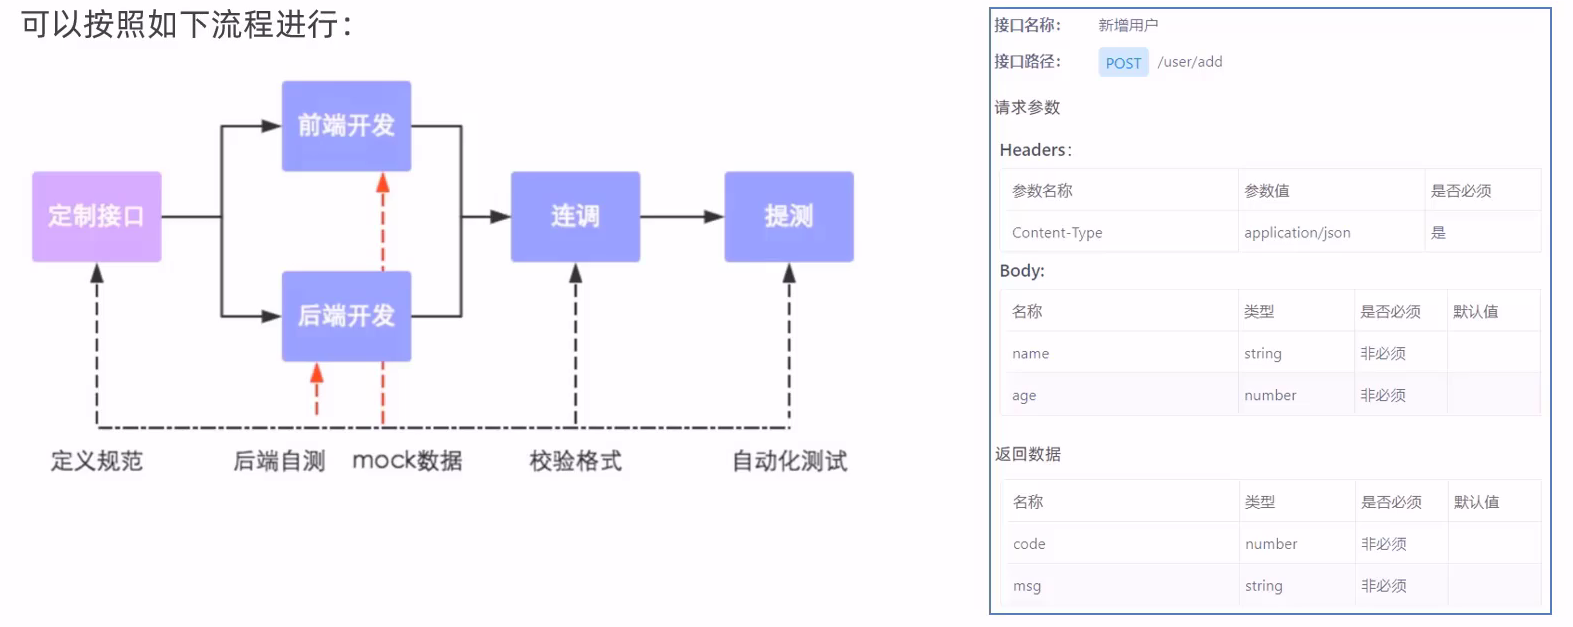 可以按照如下流程进行：
前端开发
定制接口
连调
提测
后端开发
定义规范
后端自测
mock数据
校验格式
自动化测试
接口名称： 新增用户
接口路径： POST /user/add
请求参数
Headers：
参数名称 参数值 是否必须
Content-Type application/json 是
Body:
名称 类型 是否必须 默认值
name string 非必须
age number 非必须
返回数据
名称 类型 是否必须 默认值
code number 非必须
msg string 非必须